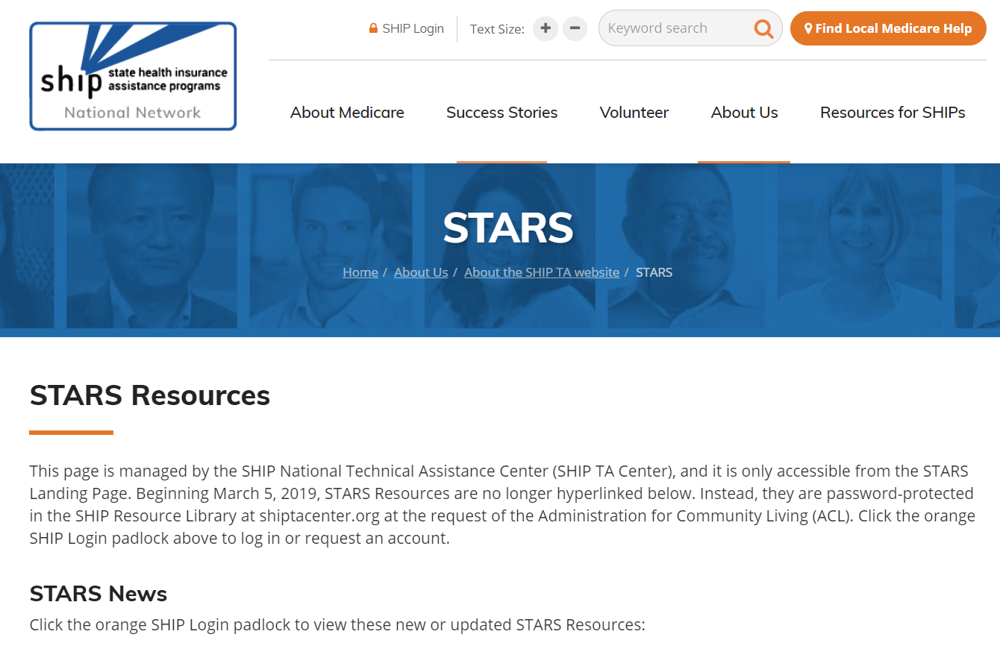 SHIP Login
Text Size:
Keyword search
Find Local Medicare Help
ship state health insurance
assistance programs
National Network
About Medicare
Success Stories
Volunteer
About Us
Resources for SHIPs
STARS
Home / About Us / About the SHIP TA website / STARS
STARS Resources
This page is managed by the SHIP National Technical Assistance Center (SHIP TA Center), and it is only accessible from the STARS
Landing Page. Beginning March 5, 2019, STARS Resources are no longer hyperlinked below. Instead, they are password-protected
in the SHIP Resource Library at shiptacenter.org at the request of the Administration for Community Living (ACL). Click the orange
SHIP Login padlock above to log in or request an account.
STARS News
Click the orange SHIP Login padlock to view these new or updated STARS Resources: